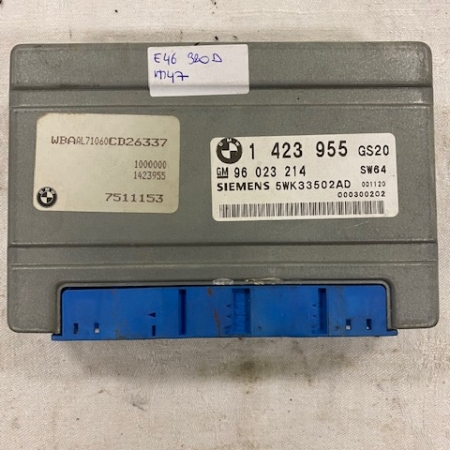 E46 320D
M47
WBAAL71060CD26337
1000000
1423955
7511153
BMW
1 423 955 GS20
GM 96 023 214 SW64
SIEMENS 5WK33502AD 001120
000300202